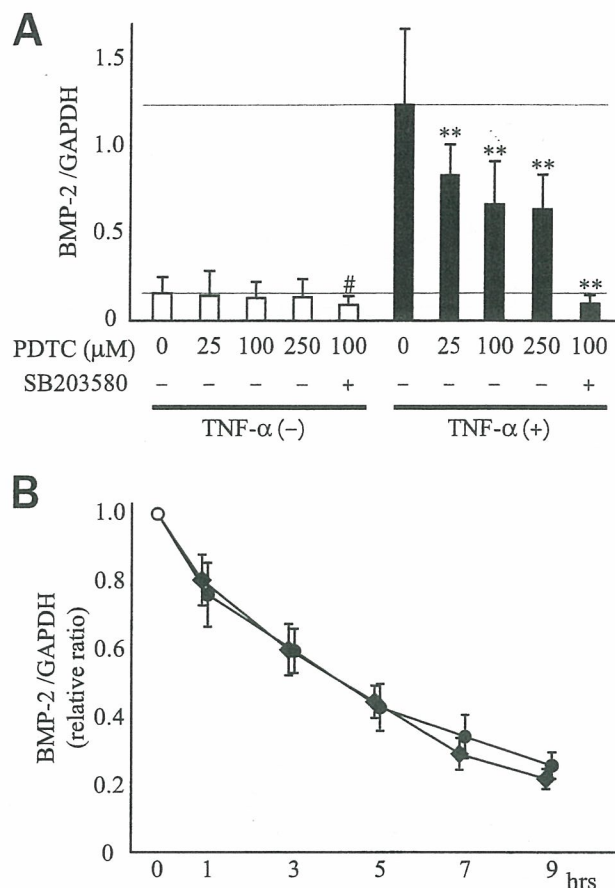 A
BMP-2 /GAPDH
1.5
1.0
0.5
0
** ** ** # **
PDTC (μM) 0 25 100 250 100 0 25 100 250 100
SB203580 − − − − + − − − − +
TNF-α (−) TNF-α (+)
B
BMP-2 /GAPDH
(relative ratio)
1.0
0.8
0.6
0.4
0.2
0
0 1 3 5 7 9 hrs